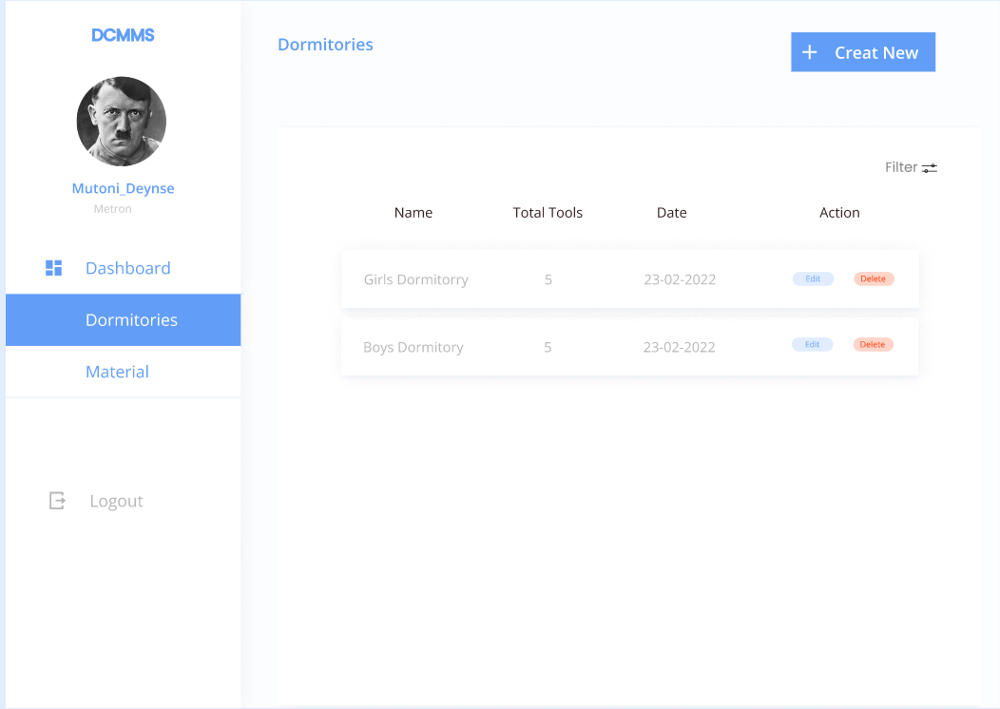 DCMMS
Mutoni_Deynse
Metron
Dashboard
Dormitories
Material
Logout
Dormitories
+ Creat New
Filter
Name Total Tools Date Action
Girls Dormitorry 5 23-02-2022 Edit Delete
Boys Dormitory 5 23-02-2022 Edit Delete